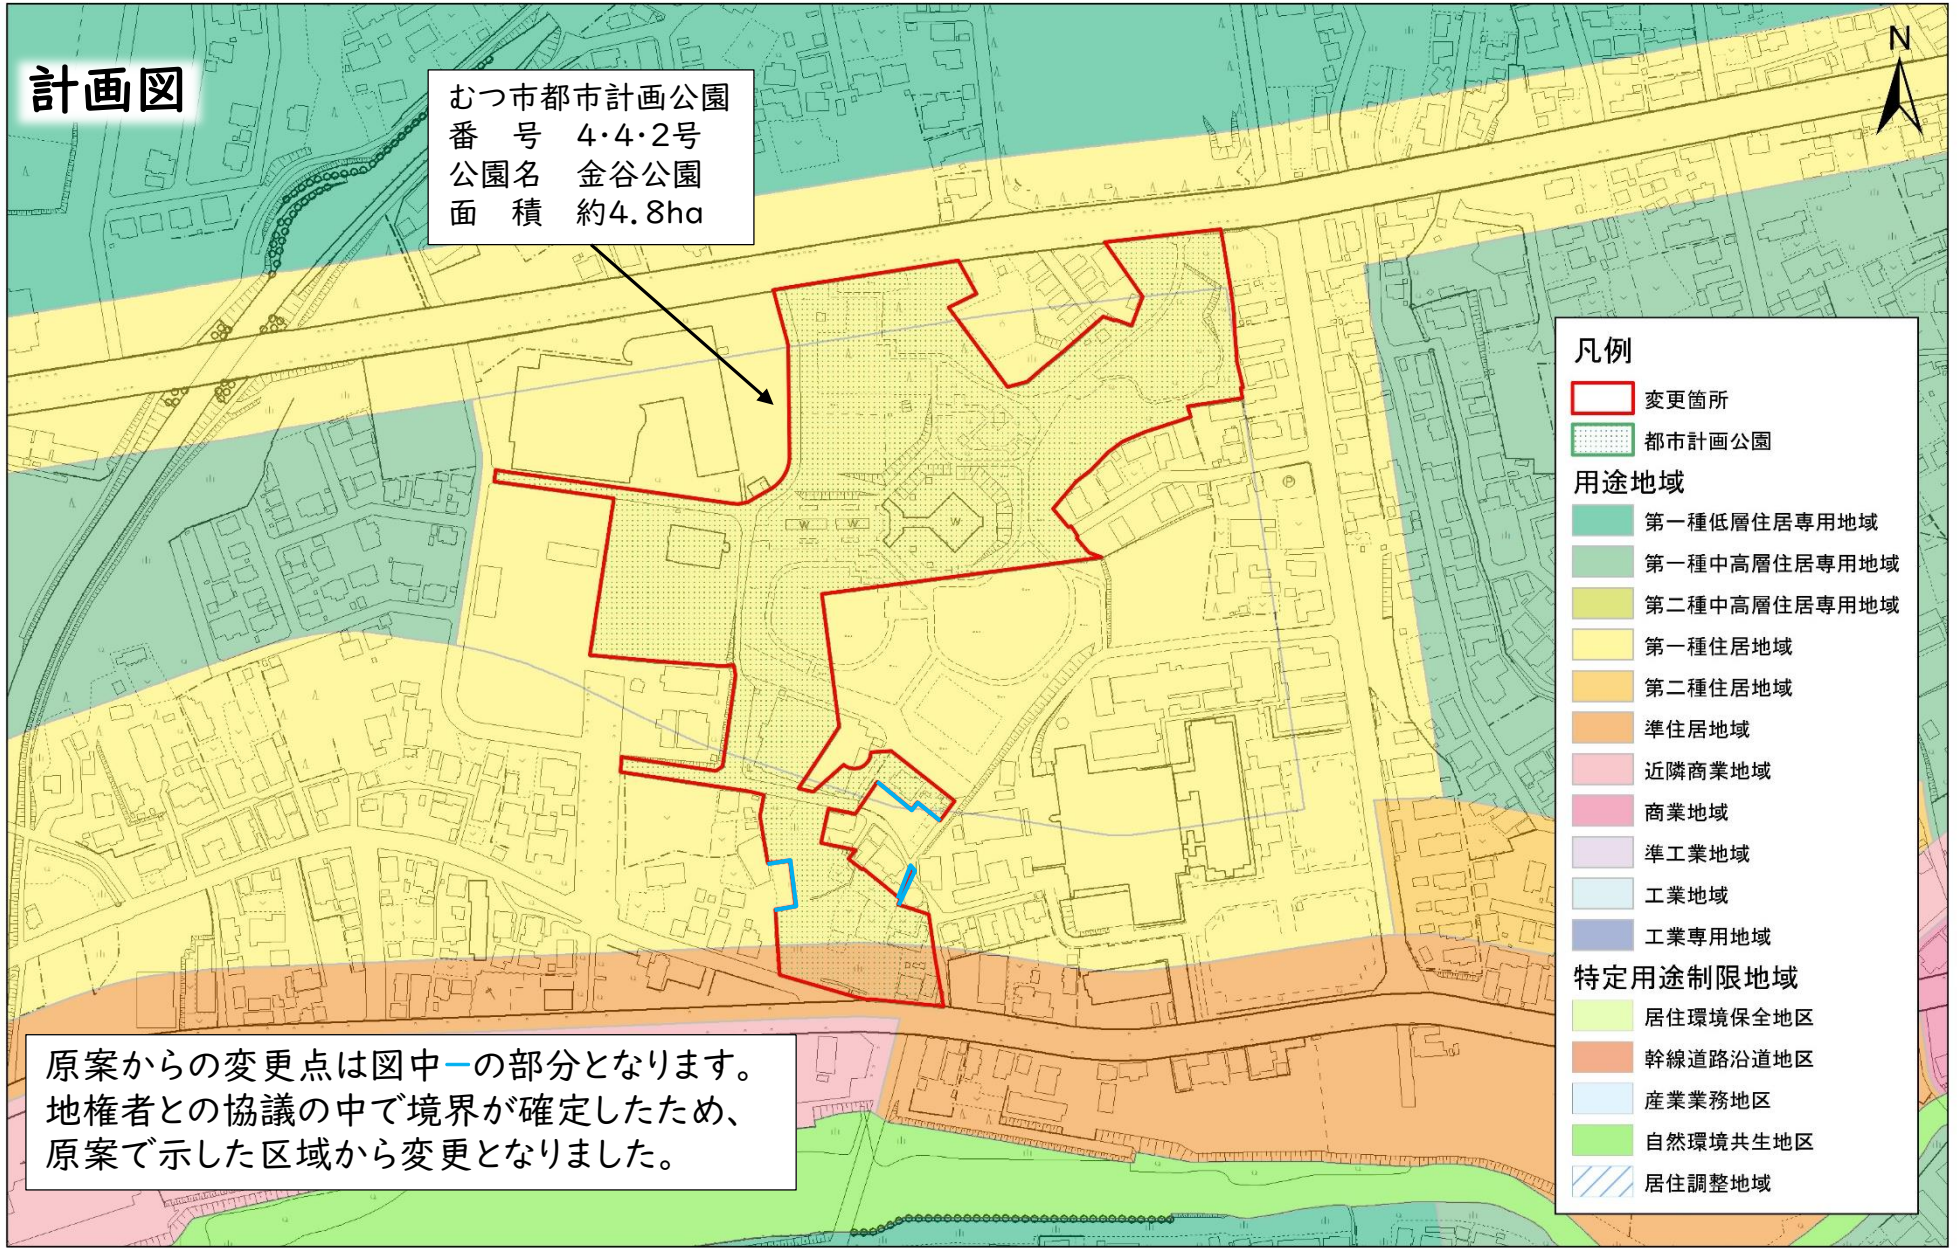 計画図
むつ市都市計画公園
番　号　4・4・2号
公園名　金谷公園
面　積　約4.8ha
N
凡例
変更箇所
都市計画公園
用途地域
第一種低層住居専用地域
第一種中高層住居専用地域
第二種中高層住居専用地域
第一種住居地域
第二種住居地域
準住居地域
近隣商業地域
商業地域
準工業地域
工業地域
工業専用地域
特定用途制限地域
居住環境保全地区
幹線道路沿道地区
産業業務地区
自然環境共生地区
居住調整地域
W
W
W
P
原案からの変更点は図中ーの部分となります。
地権者との協議の中で境界が確定したため、
原案で示した区域から変更となりました。